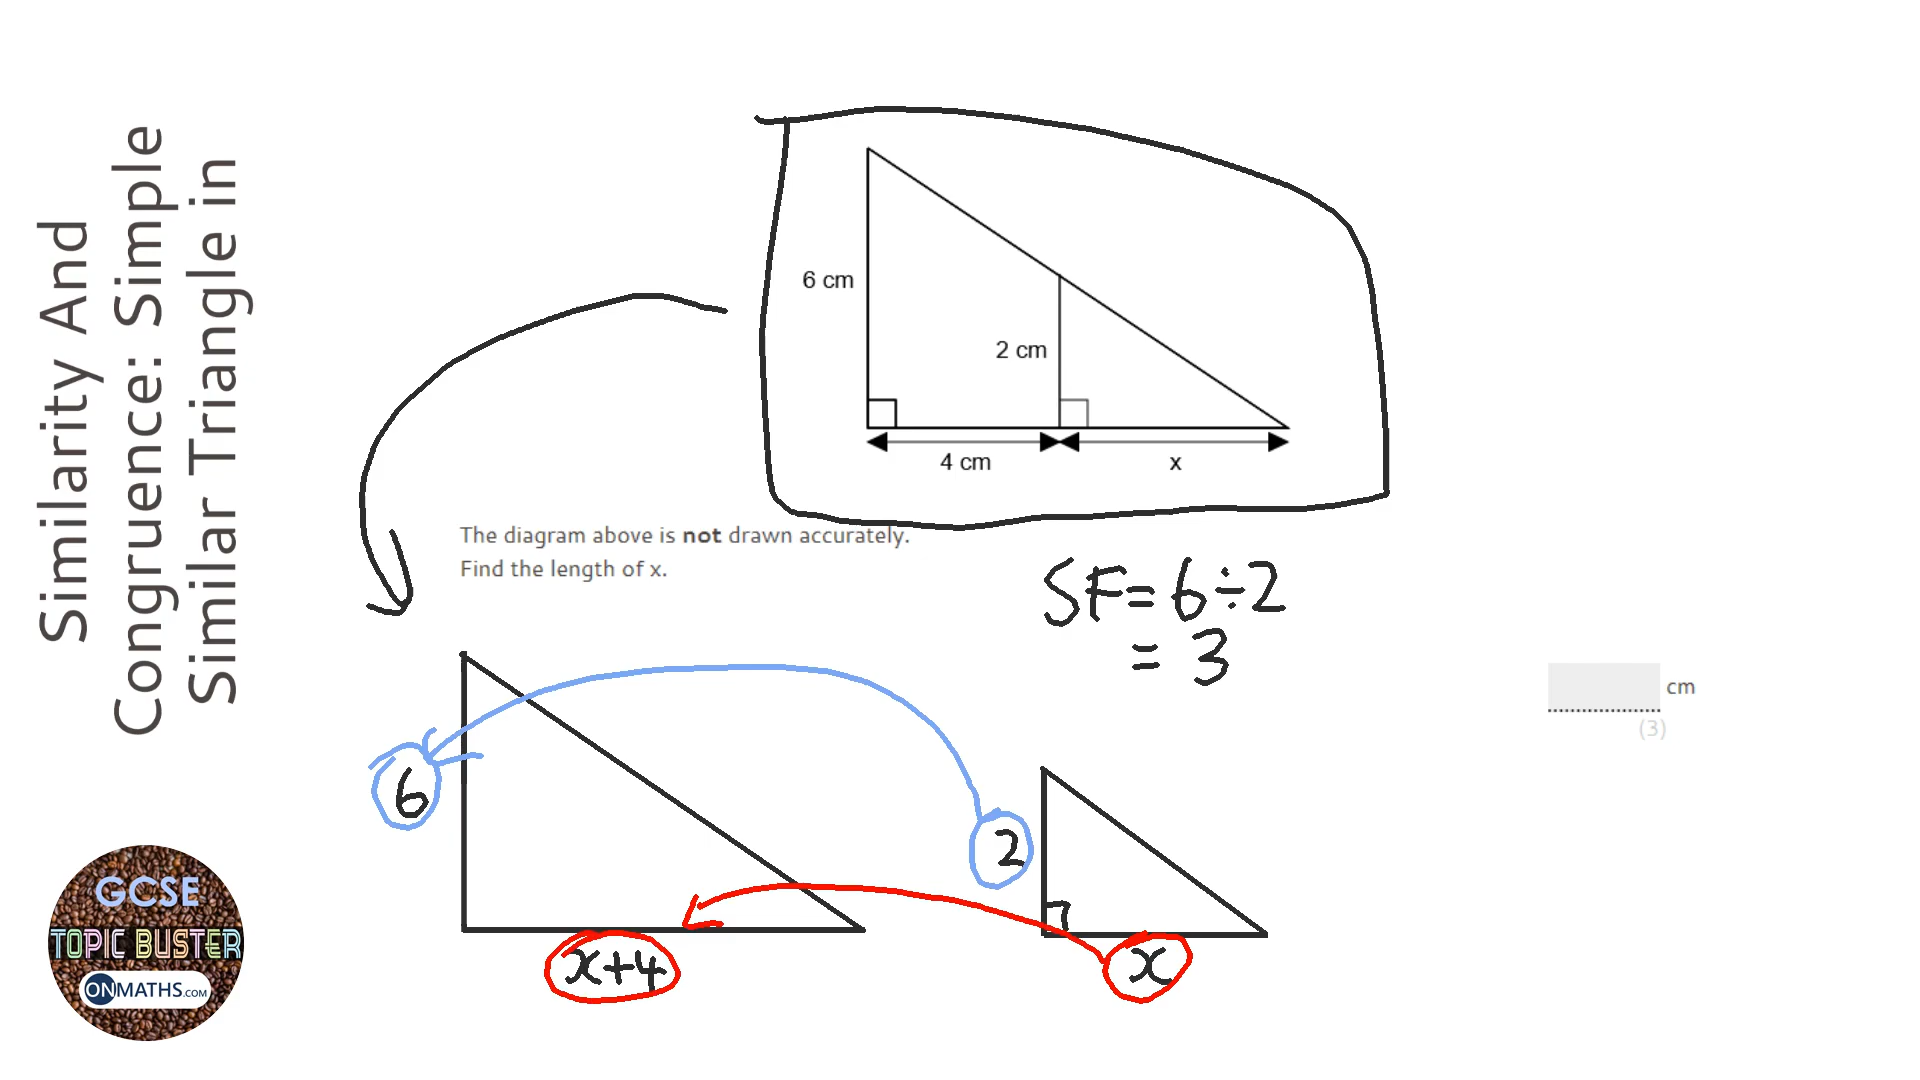 Similarity And
Congruence: Simple
Similar Triangle in
6 cm
2 cm
4 cm
x
The diagram above is not drawn accurately.
Find the length of x.
SF = 6 ÷ 2
= 3
cm
(3)
6
2
x+4
x
GCSE
TOPIC BUSTER
ONMATHS.COM